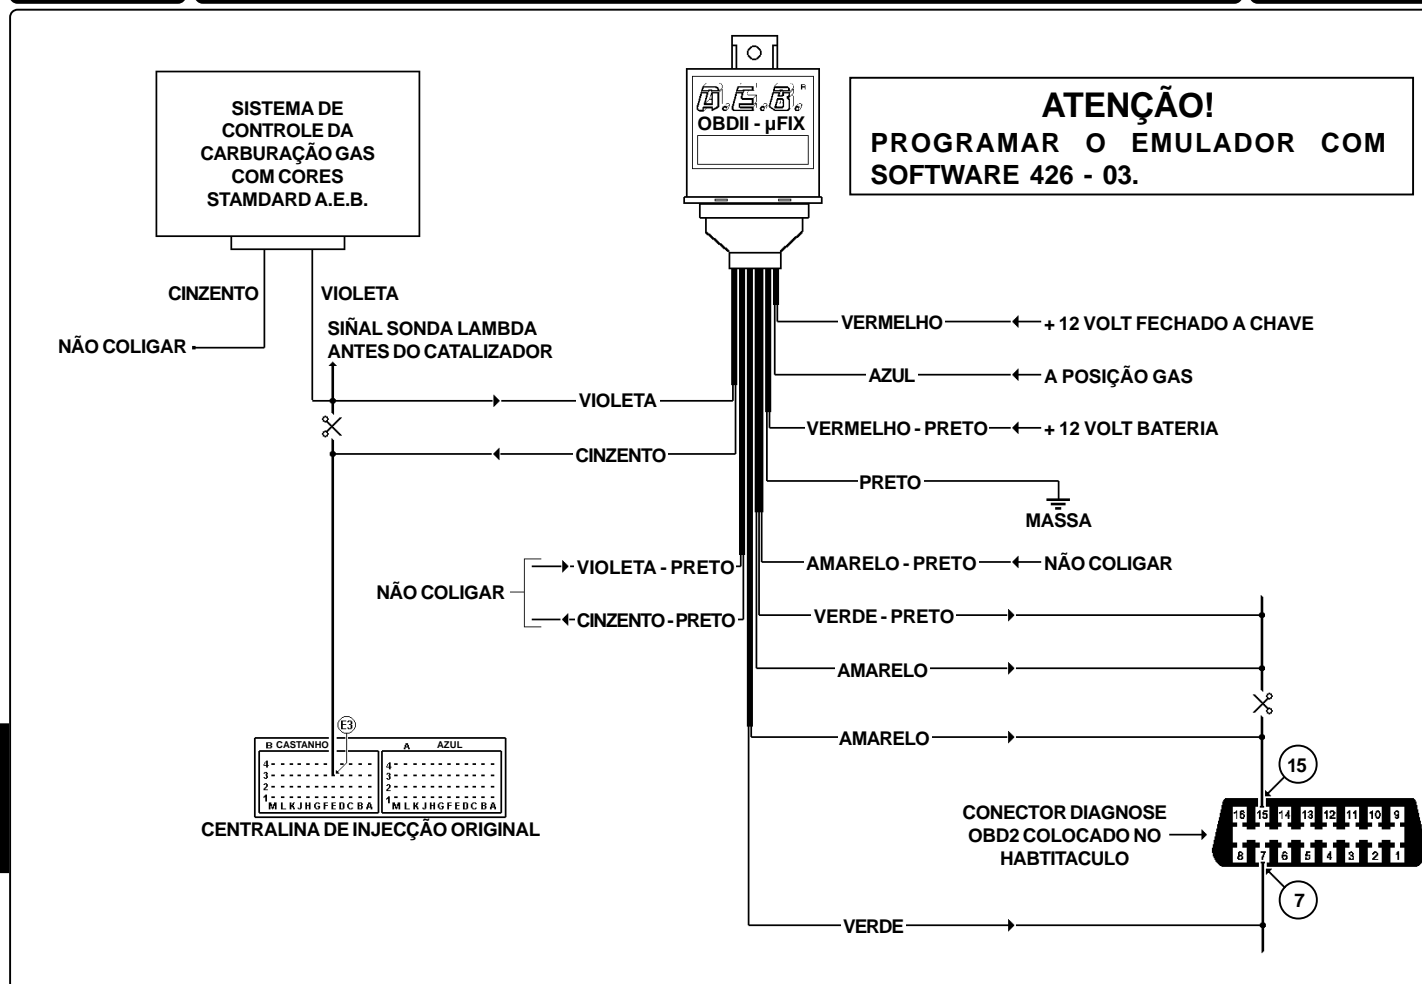 SISTEMA DE
CONTROLE DA
CARBURAÇÃO GAS
COM CORES
STAMDARD A.E.B.
A.E.B.®
OBDII - µFIX
ATENÇÃO!
PROGRAMAR O EMULADOR COM
SOFTWARE 426 - 03.
CINZENTO
VIOLETA
NÃO COLIGAR
SIÑAL SONDA LAMBDA
ANTES DO CATALIZADOR
VERMELHO
+ 12 VOLT FECHADO A CHAVE
AZUL
A POSIÇÃO GAS
VIOLETA
VERMELHO - PRETO
+ 12 VOLT BATERIA
CINZENTO
PRETO
MASSA
VIOLETA - PRETO
AMARELO - PRETO
NÃO COLIGAR
NÃO COLIGAR
CINZENTO - PRETO
VERDE - PRETO
AMARELO
AMARELO
E3
B CASTANHO
A AZUL
4
3
2
1
M L K J H G F E D C B A
4
3
2
1
M L K J H G F E D C B A
CENTRALINA DE INJECÇÃO ORIGINAL
15
CONECTOR DIAGNOSE
OBD2 COLOCADO NO
HABTITACULO
16 15 14 13 12 11 10 9
8 7 6 5 4 3 2 1
7
VERDE